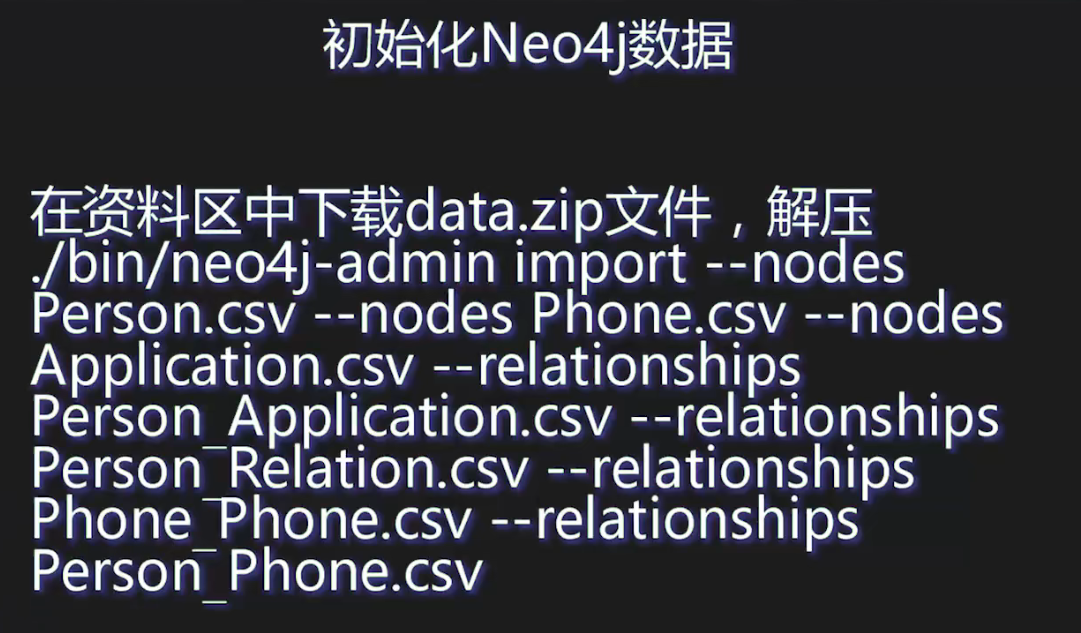 初始化Neo4j数据
在资料区中下载data.zip文件，解压
./bin/neo4j-admin import --nodes
Person.csv --nodes Phone.csv --nodes
Application.csv --relationships
Person_Application.csv --relationships
Person_Relation.csv --relationships
Phone_Phone.csv --relationships
Person_Phone.csv